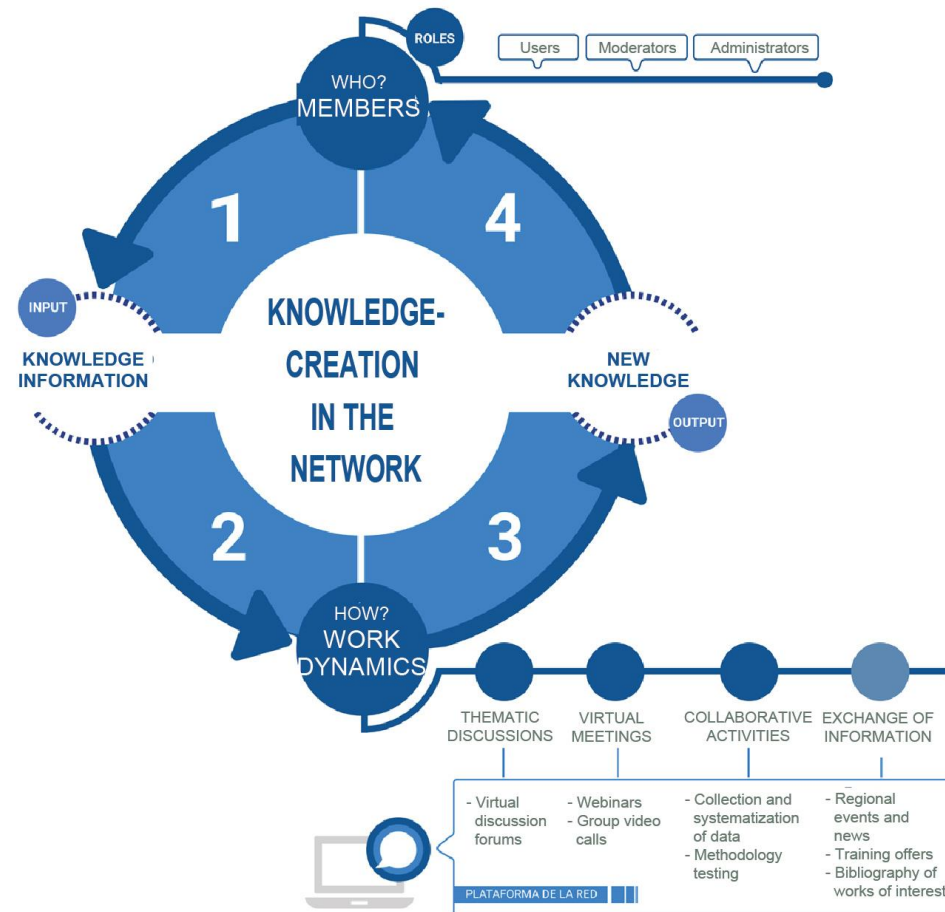 ROLES
Users
Moderators
Administrators
WHO?
MEMBERS
1
4
INPUT
KNOWLEDGE
INFORMATION
KNOWLEDGE-
CREATION
IN THE
NETWORK
NEW
KNOWLEDGE
OUTPUT
2
3
HOW?
WORK
DYNAMICS
THEMATIC
DISCUSSIONS
VIRTUAL
MEETINGS
COLLABORATIVE
ACTIVITIES
EXCHANGE OF
INFORMATION
- Virtual
discussion
forums
- Webinars
- Group video
calls
- Collection and
systematization
of data
- Methodology
testing
- Regional
events and
news
- Training offers
- Bibliography of
works of interest
PLATAFORMA DE LA RED